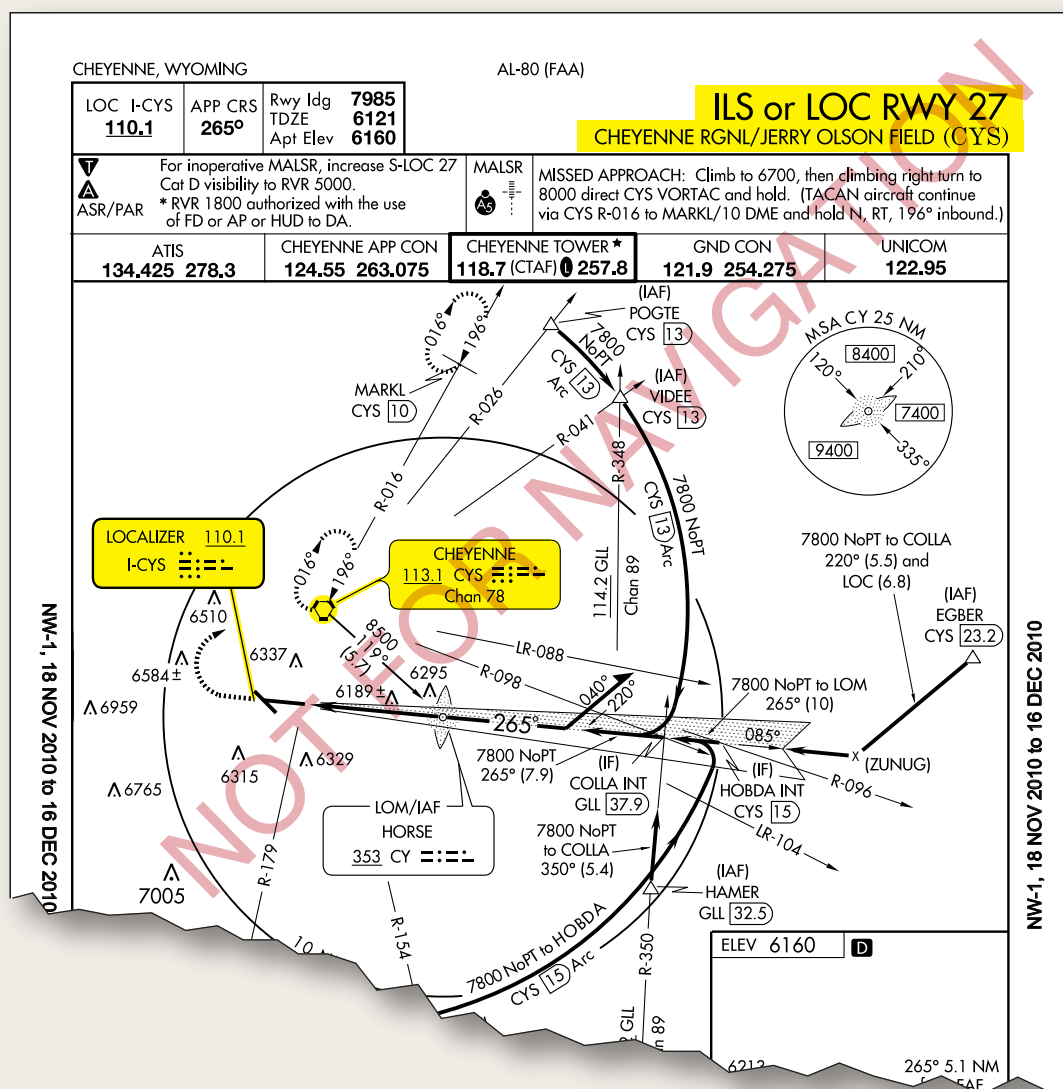 CHEYENNE, WYOMING
AL-80 (FAA)
LOC I-CYS
110.1
APP CRS
265°
Rwy ldg 7985
TDZE 6121
Apt Elev 6160
ILS or LOC RWY 27
CHEYENNE RGNL/JERRY OLSON FIELD (CYS)
T
A
ASR/PAR
For inoperative MALSR, increase S-LOC 27
Cat D visibility to RVR 5000.
* RVR 1800 authorized with the use
of FD or AP or HUD to DA.
MALSR
A5
MISSED APPROACH: Climb to 6700, then climbing right turn to
8000 direct CYS VORTAC and hold. (TACAN aircraft continue
via CYS R-016 to MARKL/10 DME and hold N, RT, 196° inbound.)
ATIS
134.425 278.3
CHEYENNE APP CON
124.55 263.075
CHEYENNE TOWER ★
118.7 (CTAF) L 257.8
GND CON
121.9 254.275
UNICOM
122.95
NOT FOR NAVIGATION
(IAF)
POGTE
CYS 13
016°
196°
MARKL
CYS 10
R-026
R-016
7800
NoPT
CYS 13
Arc
(IAF)
VIDEE
CYS 13
R-041
R-348
MSA CY 25 NM
120°
8400
210°
7400
9400
335°
7800 NoPT
CYS 13 Arc
114.2 GLL
Chan 89
LOCALIZER 110.1
I-CYS
CHEYENNE
113.1 CYS
Chan 78
016°
196°
7800 NoPT to COLLA
220° (5.5) and
LOC (6.8)
(IAF)
EGBER
CYS 23.2
6510
6584 ±
6337
6959
8500
119°
(5.7)
6295
6189 ±
LR-088
R-098
040°
220°
7800 NoPT to LOM
265° (10)
265°
085°
(ZUNUG)
7800 NoPT
265° (7.9)
(IF)
COLLA INT
GLL 37.9
(IF)
HOBDA INT
CYS 15
R-096
LR-104
6315
6329
6765
LOM/IAF
HORSE
353 CY
7800 NoPT
to COLLA
350° (5.4)
(IAF)
HAMER
GLL 32.5
R-179
7005
R-154
R-350
7800 NoPT to HOBDA
CYS 15 Arc
10
2 GLL
n 89
ELEV 6160
D
6213
265° 5.1 NM
FAF
NW-1, 18 NOV 2010 to 16 DEC 2010
NW-1, 18 NOV 2010 to 16 DEC 2010